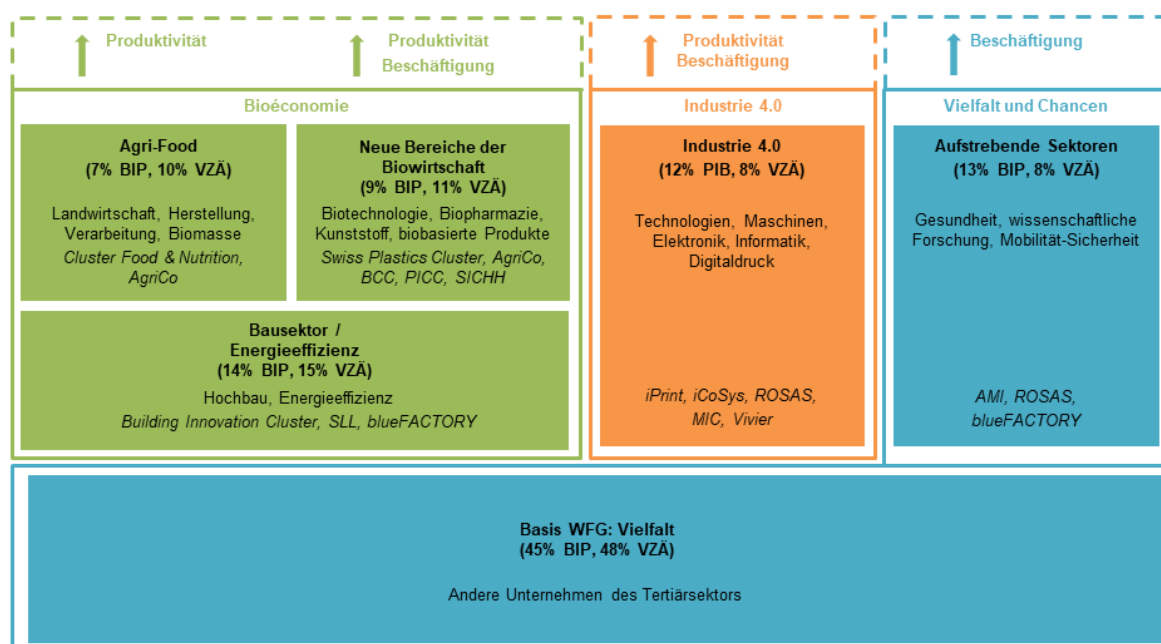 Produktivität
Produktivität
Beschäftigung
Produktivität
Beschäftigung
Beschäftigung
Bioéconomie
Industrie 4.0
Vielfalt und Chancen
Agri-Food
(7% BIP, 10% VZÄ)
Landwirtschaft, Herstellung,
Verarbeitung, Biomasse
Cluster Food & Nutrition,
AgriCo
Neue Bereiche der
Biowirtschaft
(9% BIP, 11% VZÄ)
Biotechnologie, Biopharmazie,
Kunststoff, biobasierte Produkte
Swiss Plastics Cluster, AgriCo,
BCC, PICC, SICHH
Bausektor /
Energieeffizienz
(14% BIP, 15% VZÄ)
Hochbau, Energieeffizienz
Building Innovation Cluster, SLL, blueFACTORY
Industrie 4.0
(12% PIB, 8% VZÄ)
Technologien, Maschinen,
Elektronik, Informatik,
Digitaldruck
iPrint, iCoSys, ROSAS,
MIC, Vivier
Aufstrebende Sektoren
(13% BIP, 8% VZÄ)
Gesundheit, wissenschaftliche
Forschung, Mobilität-Sicherheit
AMI, ROSAS,
blueFACTORY
Basis WFG: Vielfalt
(45% BIP, 48% VZÄ)
Andere Unternehmen des Tertiärsektors